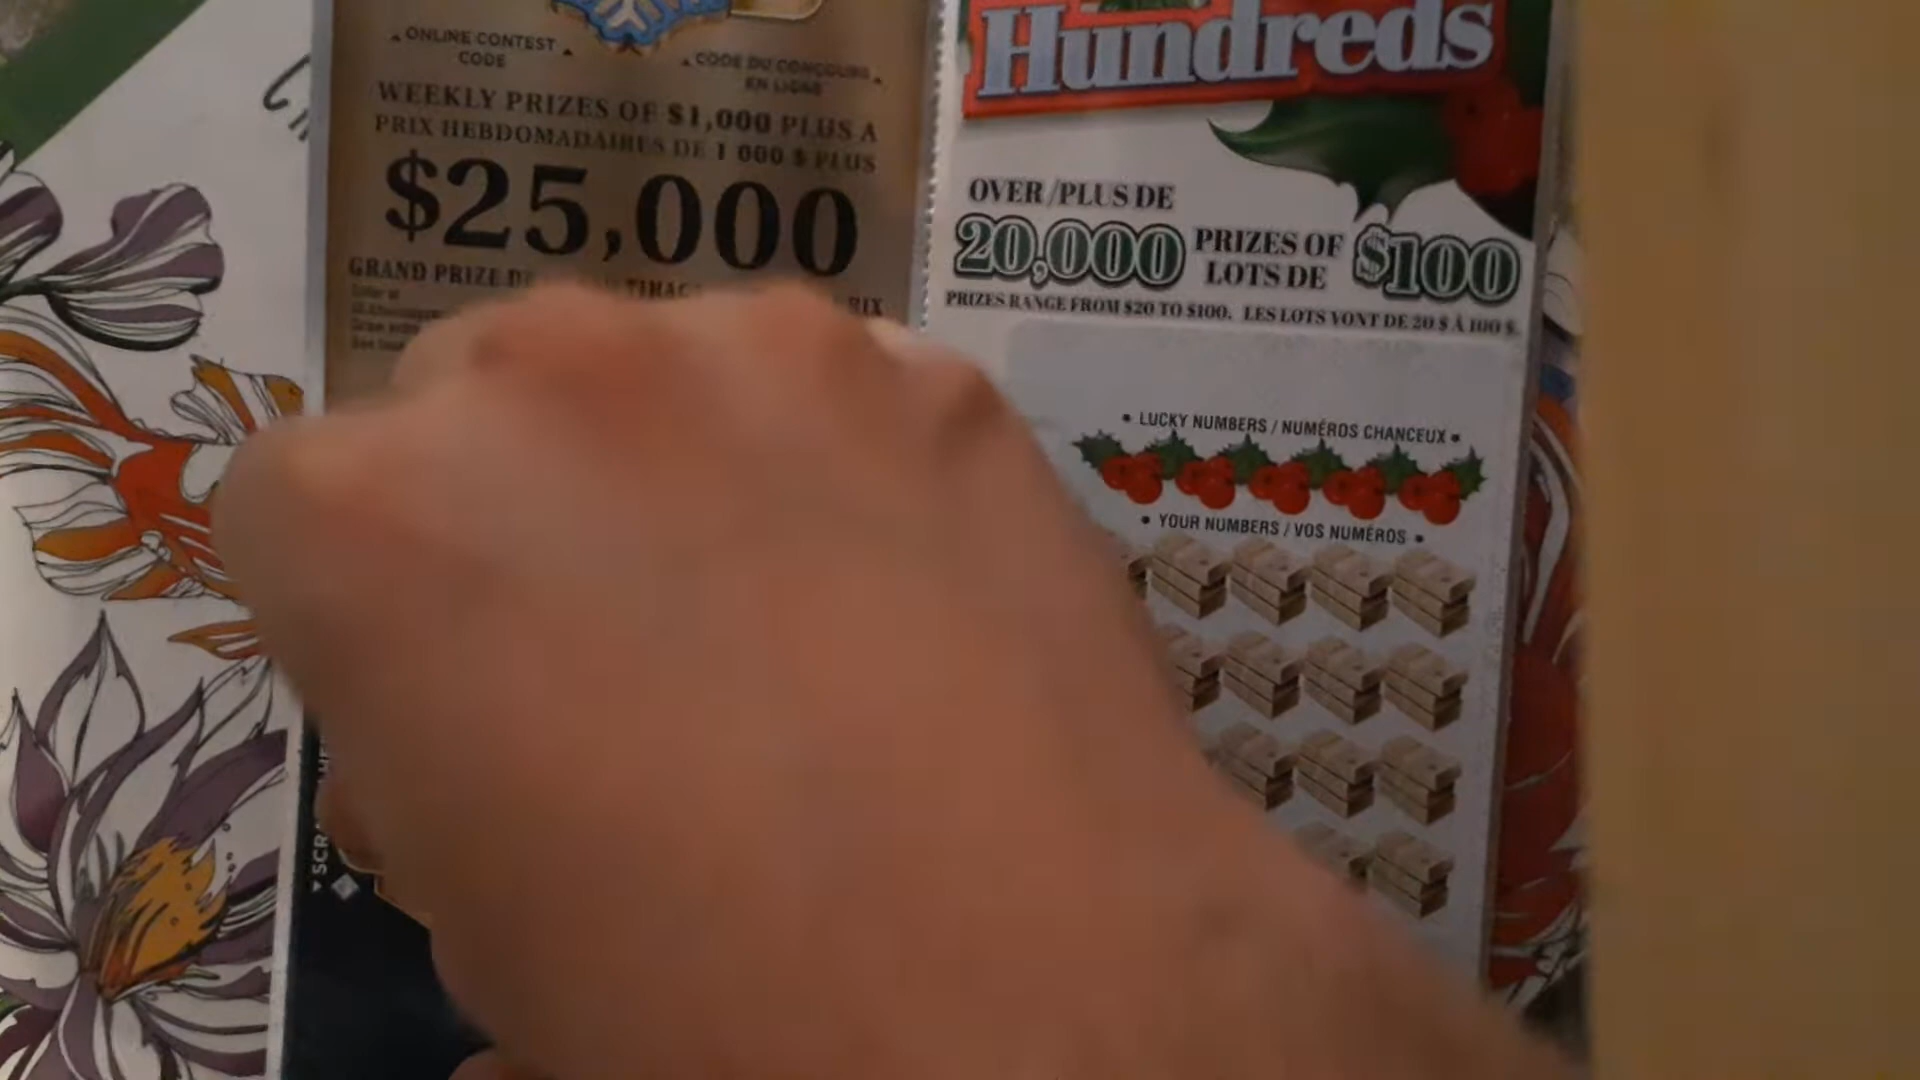 ONLINE CONTEST
CODE
CODE DU CONCOURS
EN LIGNE
WEEKLY PRIZES OF $1,000 PLUS A
PRIX HEBDOMADAIRES DE 1 000 $ PLUS
$25,000
GRAND PRIZE
Hundreds
OVER / PLUS DE
20,000 PRIZES OF $100
LOTS DE
PRIZES RANGE FROM $20 TO $100. LES LOTS VONT DE 20 $ À 100 $.
• LUCKY NUMBERS / NUMÉROS CHANCEUX •
• YOUR NUMBERS / VOS NUMÉROS •